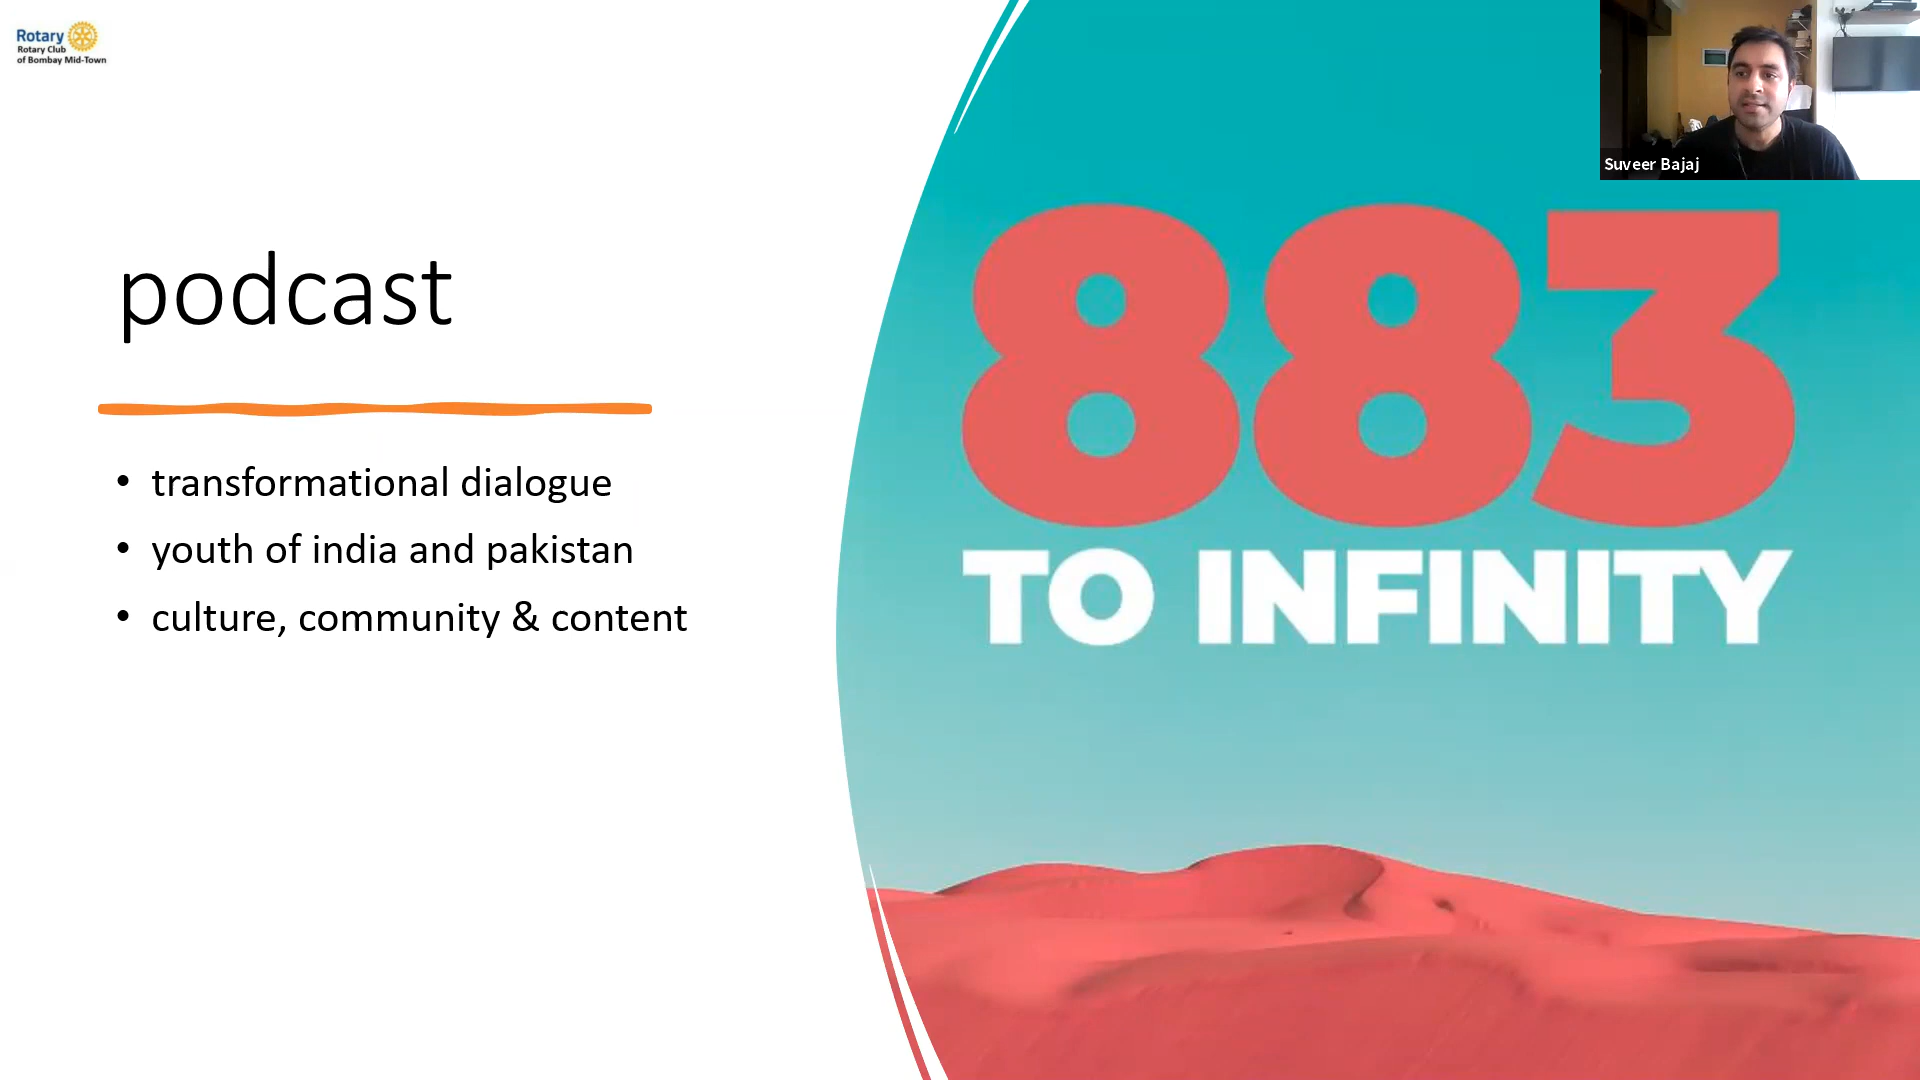 Rotary
Rotary Club
of Bombay Mid-Town
Suveer Bajaj
podcast
• transformational dialogue
• youth of india and pakistan
• culture, community & content
883
TO INFINITY